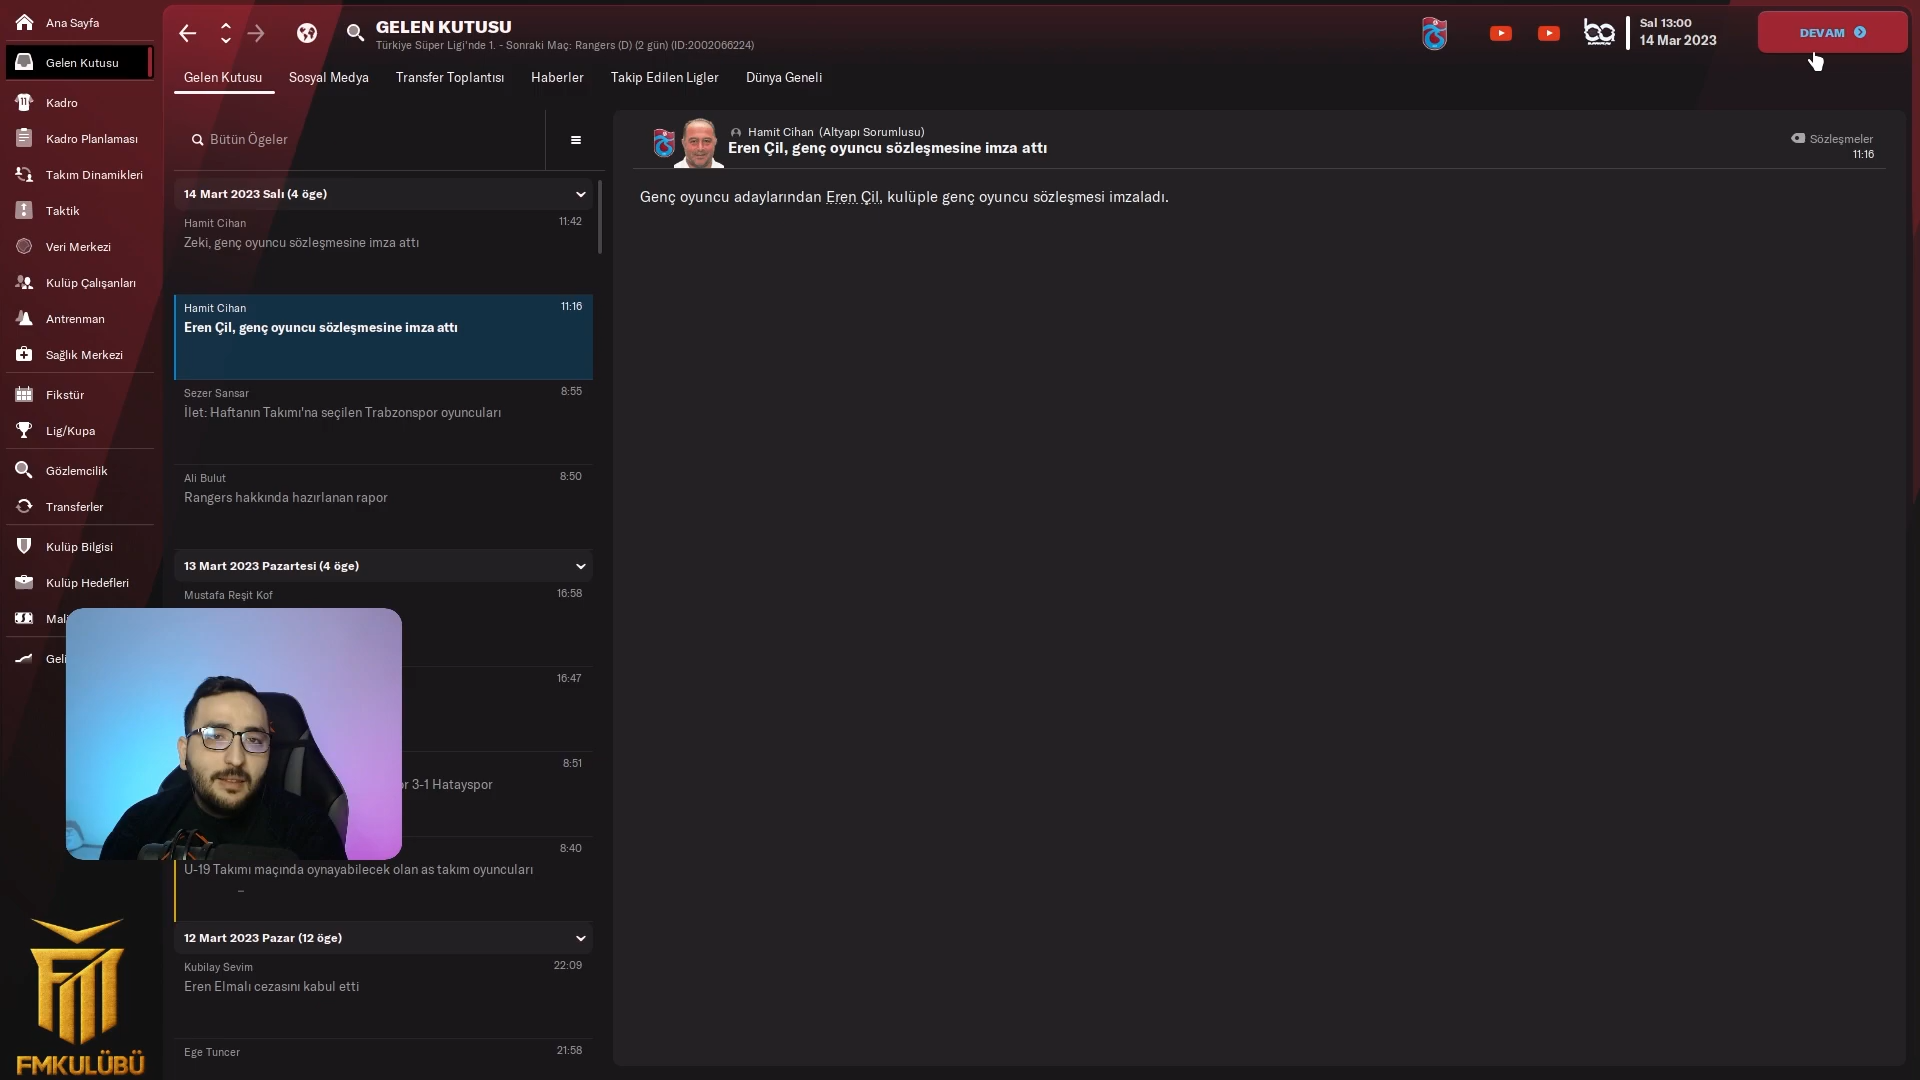 Ana Sayfa
Gelen Kutusu
Kadro
Kadro Planlaması
Takım Dinamikleri
Taktik
Veri Merkezi
Kulüp Çalışanları
Antrenman
Sağlık Merkezi
Fikstür
Lig/Kupa
Gözlemcilik
Transferler
Kulüp Bilgisi
Kulüp Hedefleri
GELEN KUTUSU
Türkiye Süper Ligi'nde 1. - Sonraki Maç: Rangers (D) (2 gün) (ID:2002066224)
Sal 13:00
14 Mar 2023
DEVAM
Gelen Kutusu
Sosyal Medya
Transfer Toplantısı
Haberler
Takip Edilen Ligler
Dünya Geneli
Bütün Ögeler
14 Mart 2023 Salı (4 öge)
Hamit Cihan 11:42
Zeki, genç oyuncu sözleşmesine imza attı
Hamit Cihan 11:16
Eren Çil, genç oyuncu sözleşmesine imza attı
Sezer Sansar 8:55
İlet: Haftanın Takımı'na seçilen Trabzonspor oyuncuları
Ali Bulut 8:50
Rangers hakkında hazırlanan rapor
13 Mart 2023 Pazartesi (4 öge)
Mustafa Reşit Kof 16:58
16:47
8:51
3-1 Hatayspor
8:40
U-19 Takımı maçında oynayabilecek olan as takım oyuncuları
12 Mart 2023 Pazar (12 öge)
Kubilay Sevim 22:09
Eren Elmalı cezasını kabul etti
Ege Tuncer 21:58
Hamit Cihan (Altyapı Sorumlusu)
Eren Çil, genç oyuncu sözleşmesine imza attı
Sözleşmeler
11:16
Genç oyuncu adaylarından Eren Çil, kulüple genç oyuncu sözleşmesi imzaladı.
FMKULÜBÜ